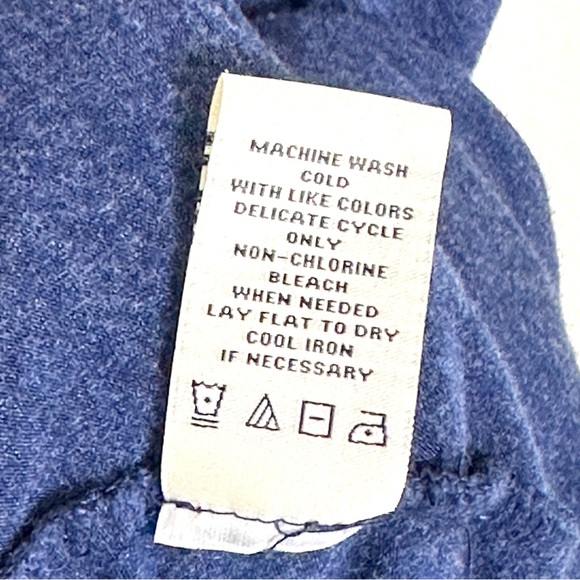 MACHINE WASH
COLD
WITH LIKE COLORS
DELICATE CYCLE
ONLY
NON-CHLORINE
BLEACH
WHEN NEEDED
LAY FLAT TO DRY
COOL IRON
IF NECESSARY